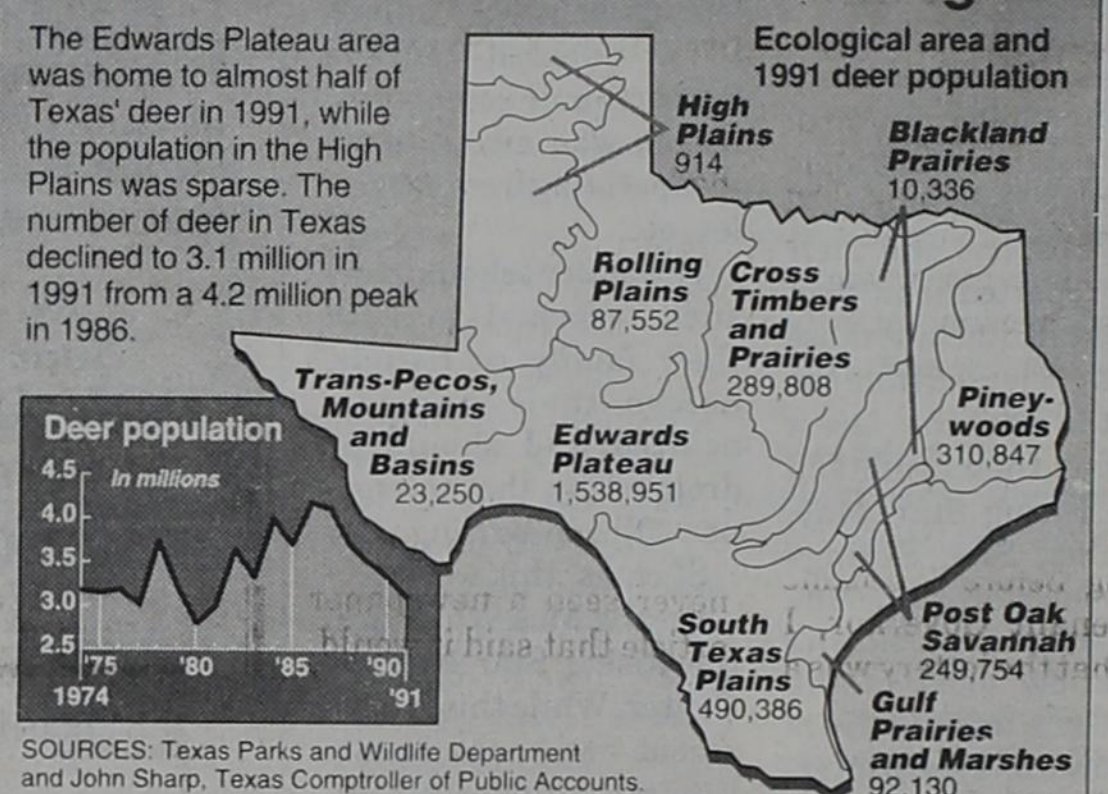 The Edwards Plateau area
was home to almost half of
Texas' deer in 1991, while
the population in the High
Plains was sparse. The
number of deer in Texas
declined to 3.1 million in
1991 from a 4.2 million peak
in 1986.
Ecological area and
1991 deer population
High
Plains
914
Blackland
Prairies
10,336
Rolling
Plains
87,552
Cross
Timbers
and
Prairies
289,808
Trans-Pecos,
Mountains
and
Basins
23,250
Edwards
Plateau
1,538,951
Piney-
woods
310,847
Post Oak
Savannah
249,754
South
Texas
Plains
490,386
Gulf
Prairies
and Marshes
92,130
Deer population
In millions
4.5
4.0
3.5
3.0
2.5
'75 '80 '85 '90
1974 '91
SOURCES: Texas Parks and Wildlife Department
and John Sharp, Texas Comptroller of Public Accounts.